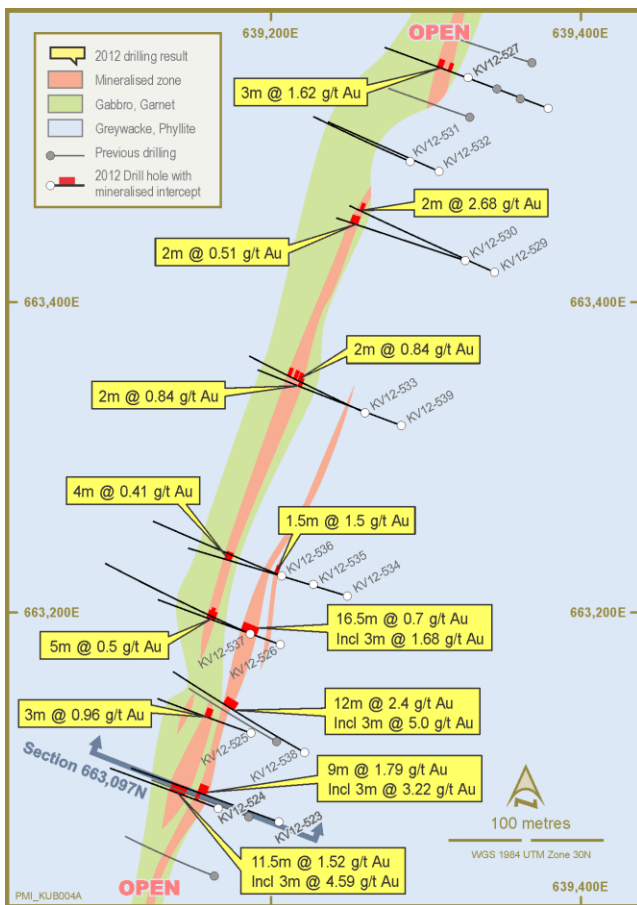 639,200E
639,400E
OPEN
2012 drilling result
Mineralised zone
Gabbro, Garnet
Greywacke, Phyllite
Previous drilling
2012 Drill hole with
mineralised intercept
KV12-527
3m @ 1.62 g/t Au
KV12-531
KV12-532
2m @ 2.68 g/t Au
2m @ 0.51 g/t Au
KV12-530
KV12-529
663,400E
663,400E
2m @ 0.84 g/t Au
2m @ 0.84 g/t Au
KV12-533
KV12-539
4m @ 0.41 g/t Au
1.5m @ 1.5 g/t Au
KV12-536
KV12-535
KV12-534
663,200E
663,200E
16.5m @ 0.7 g/t Au
Incl 3m @ 1.68 g/t Au
5m @ 0.5 g/t Au
KV12-537
KV12-526
12m @ 2.4 g/t Au
Incl 3m @ 5.0 g/t Au
3m @ 0.96 g/t Au
KV12-525
KV12-538
Section 663,097N
9m @ 1.79 g/t Au
Incl 3m @ 3.22 g/t Au
KV12-524
KV12-523
100 metres
WGS 1984 UTM Zone 30N
11.5m @ 1.52 g/t Au
Incl 3m @ 4.59 g/t Au
OPEN
PMI_KUB004A
639,400E